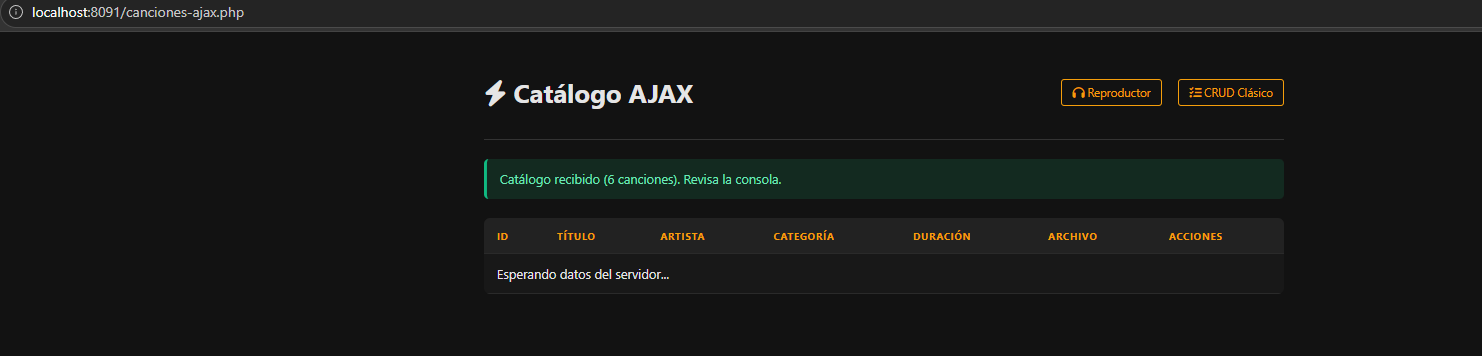 localhost:8091/canciones-ajax.php
Catálogo AJAX
Reproductor
CRUD Clásico
Catálogo recibido (6 canciones). Revisa la consola.
ID TÍTULO ARTISTA CATEGORÍA DURACIÓN ARCHIVO ACCIONES
Esperando datos del servidor...